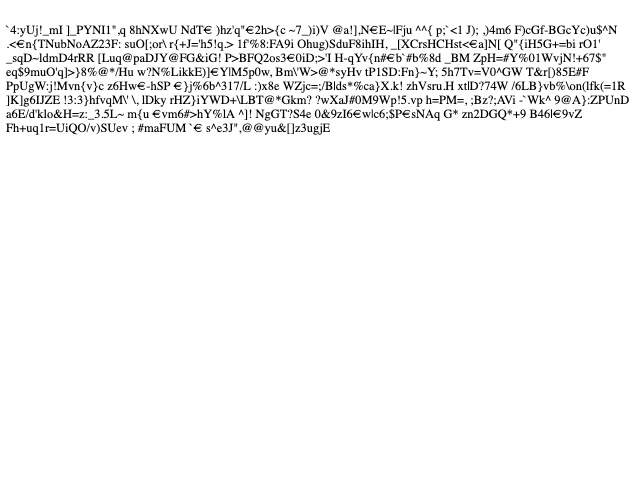 `4:yUj!_mI ]_PYNI1",q 8hNXwU NdT€ )hz'q"€2h>{c ~7_)i)V @a!],N€E~|Fju ^^{ p;`<1 J); ,)4m6 F)cGf-BGcYc)u$^N
.<€n{TNubNoAZ23F: suO[;or\ r{+J='h5!q.> 1f'%8:FA9i Ohug)SduF8ihIH, _[XCrsHCHst<€a]N[ Q"{iH5G+=bi rO1'
_sqD~ldmD4rRR [Luq@paDJY@FG&iG! P>BFQ2os3€0iD;>'I H-qYv{n#€b`#b%8d _BM ZpH=#Y%01WvjN!+67$"
eq$9muO'q]>}8%@*/Hu w?N%LikkE)]€Y|M5p0w, Bm\'W>@*syHv tP1SD:Fn}~Y; 5h7Tv=V0^GW T&r[)85E#F
PpUgW:j!Mvn{v}c z6Hw€-hSP €}j%6b^317/L :)x8e WZjc=;/B|ds*%ca}X.k! zhVsru.H xt|D?74W /6LB}vb%\on(lfk(=1R
]K]g6IJZE !3:3}hfvqM\' \, lDky rHZ}iYWD+\LBT@*Gkm? ?wXaJ#0M9Wp!5.vp h=PM=, ;Bz?;AVi -`Wk^ 9@A}:ZPUnD
a6E/d'kIo&H=z:_3.5L~ m{u €vm6#>hY%lA ^]! NgGT?S4e 0&9zI6€w|c6;$P€sNAq G* zn2DGQ*+9 B46l€9vZ
Fh+uq1r=UiQO/v)SUev ; #maFUM `€ s^e3J",@@yu&[]z3ugjE